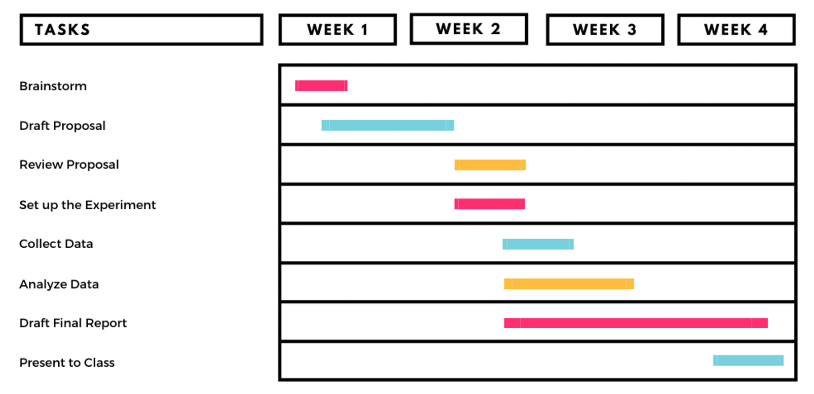 TASKS
WEEK 1
WEEK 2
WEEK 3
WEEK 4
Brainstorm
Draft Proposal
Review Proposal
Set up the Experiment
Collect Data
Analyze Data
Draft Final Report
Present to Class